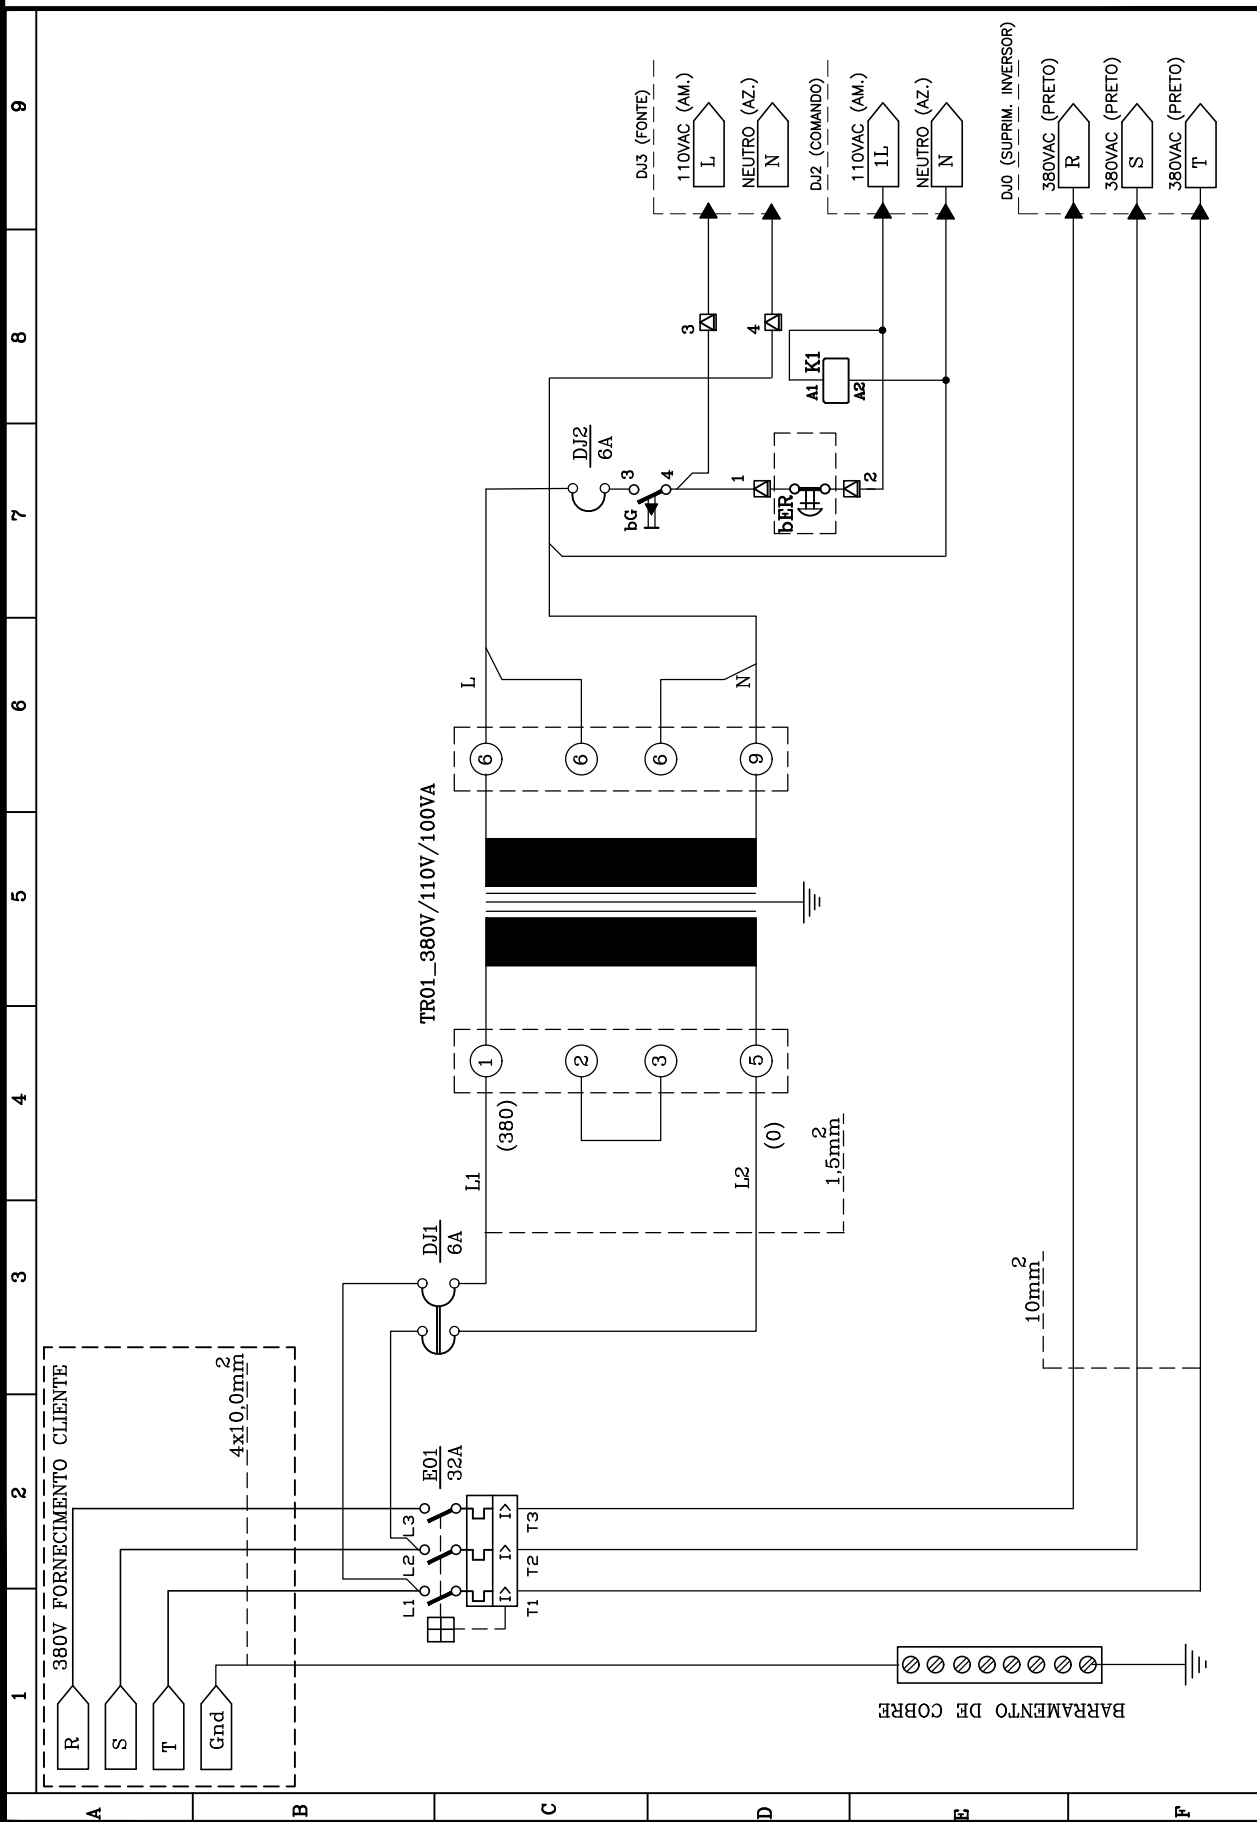 1
2
3
4
5
6
7
8
9
A
B
C
D
E
F
380V FORNECIMENTO CLIENTE
R
S
T
Gnd
4x10,0mm2
E01
32A
L1
L2
L3
I>
I>
I>
T1
T2
T3
BARRAMENTO DE COBRE
10mm2
DJ1
6A
L1
L2
(380)
(0)
1,5mm2
TR01_380V/110V/100VA
1
2
3
5
6
6
6
9
L
N
DJ2
6A
bG
3
4
1
bER
2
K1
A1
A2
3
4
DJ3 (FONTE)
110VAC (AM.)
L
NEUTRO (AZ.)
N
DJ2 (COMANDO)
110VAC (AM.)
1L
NEUTRO (AZ.)
N
DJ0 (SUPRIM. INVERSOR)
380VAC (PRETO)
R
380VAC (PRETO)
S
380VAC (PRETO)
T